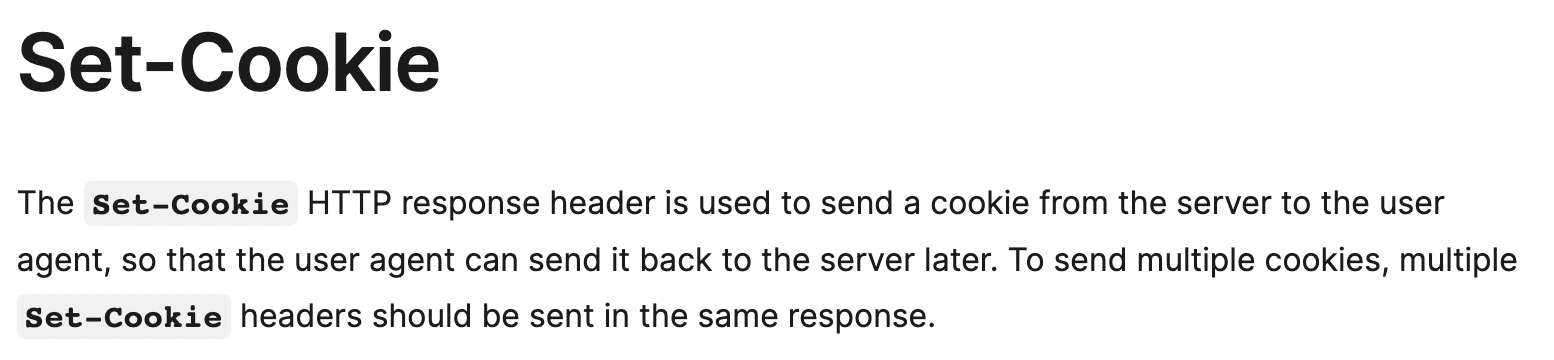 Set-Cookie
The Set-Cookie HTTP response header is used to send a cookie from the server to the user
agent, so that the user agent can send it back to the server later. To send multiple cookies, multiple
Set-Cookie headers should be sent in the same response.